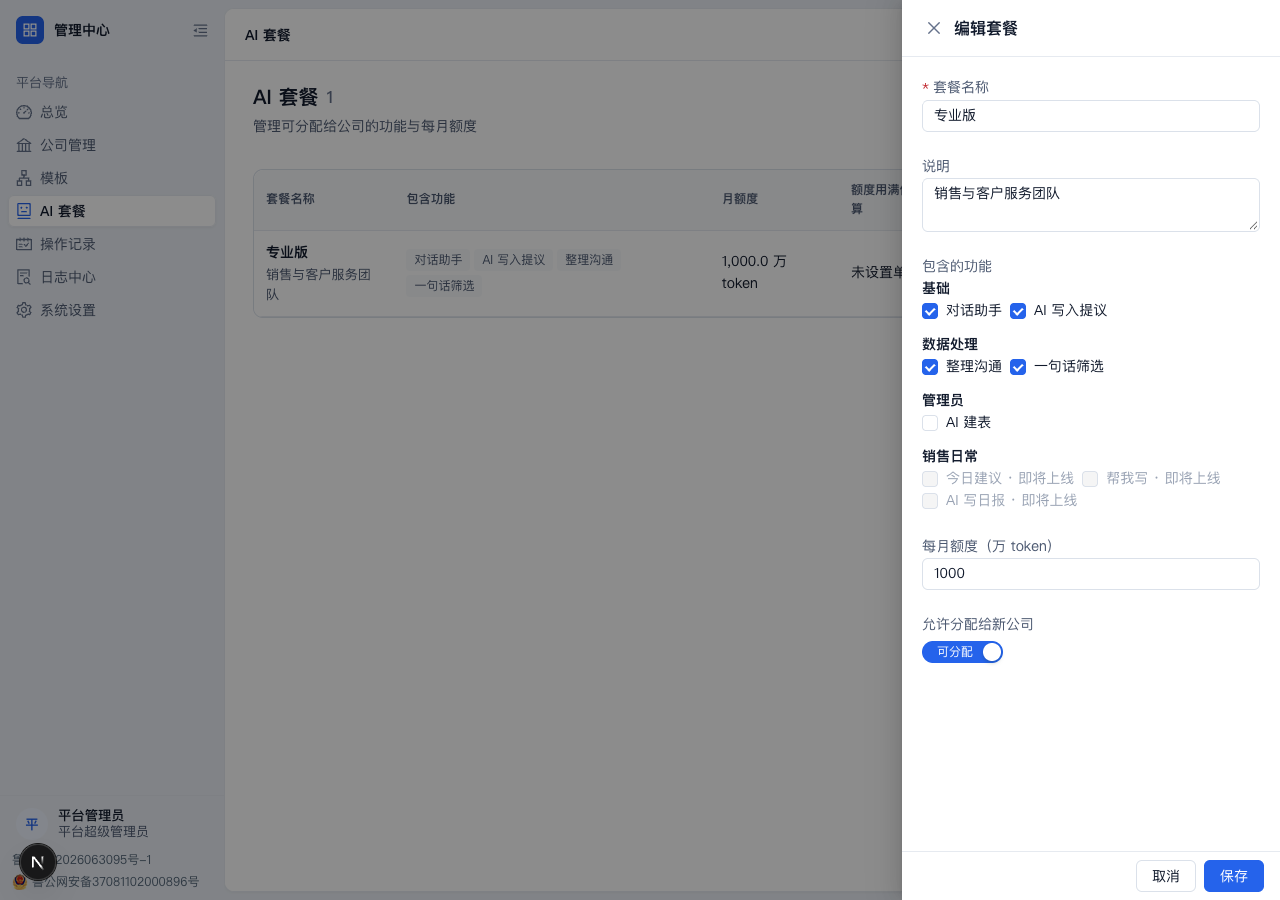 管理中心
平台导航
总览
公司管理
模板
AI 套餐
操作记录
日志中心
系统设置
平
平台管理员
平台超级管理员
2026063095号-1
公网安备37081102000896号
N
AI 套餐
AI 套餐 1
管理可分配给公司的功能与每月额度
套餐名称
包含功能
月额度
额度用满
算
专业版
销售与客户服务团
队
对话助手 AI 写入提议 整理沟通
一句话筛选
1,000.0 万
token
未设置单
编辑套餐
* 套餐名称
专业版
说明
销售与客户服务团队
包含的功能
基础
对话助手 AI 写入提议
数据处理
整理沟通 一句话筛选
管理员
AI 建表
销售日常
今日建议 · 即将上线 帮我写 · 即将上线
AI 写日报 · 即将上线
每月额度（万 token）
1000
允许分配给新公司
可分配
取消
保存